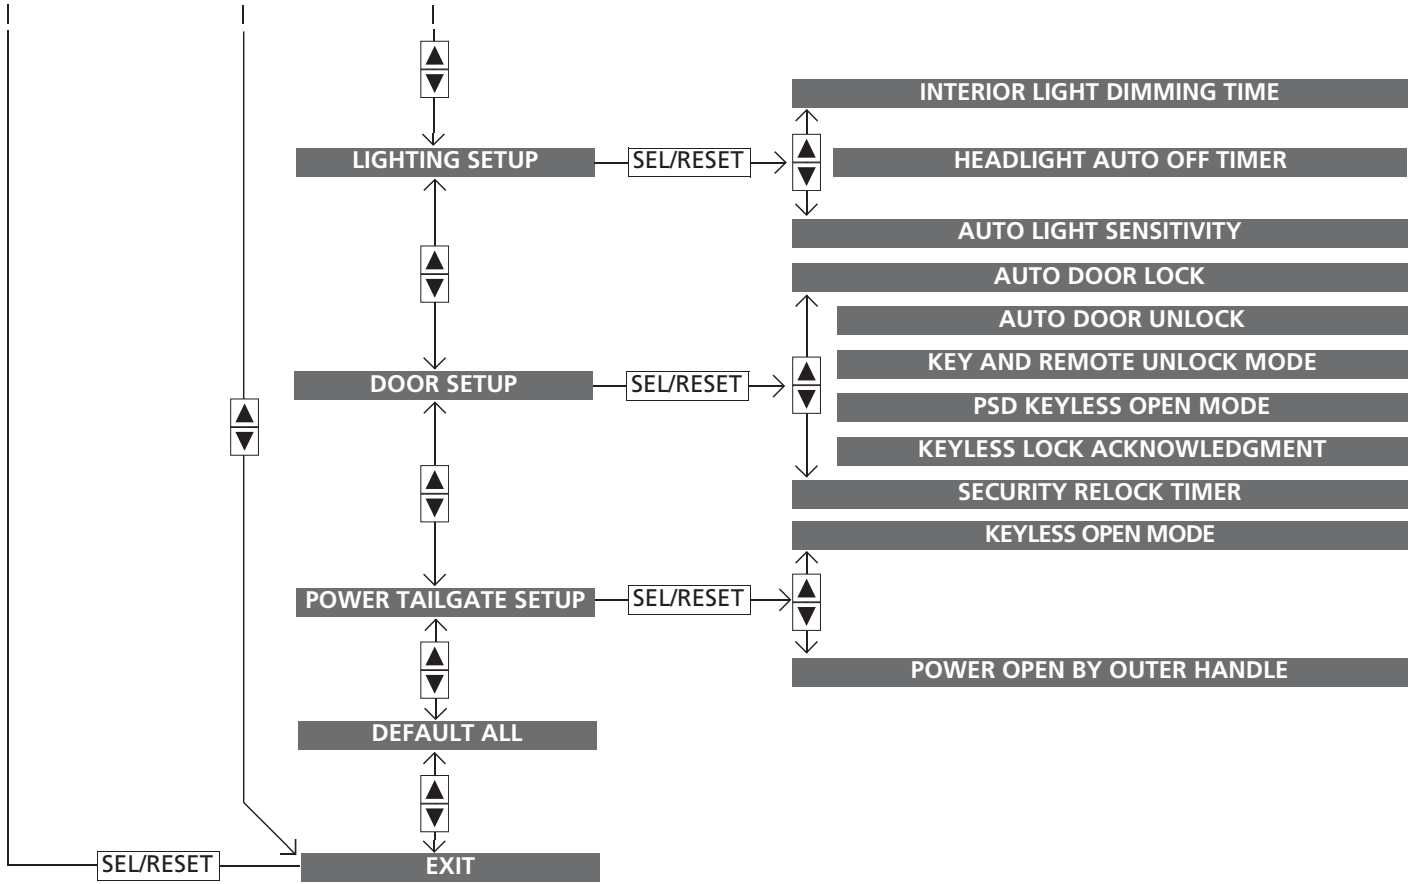 INTERIOR LIGHT DIMMING TIME
LIGHTING SETUP
SEL/RESET
HEADLIGHT AUTO OFF TIMER
AUTO LIGHT SENSITIVITY
AUTO DOOR LOCK
AUTO DOOR UNLOCK
KEY AND REMOTE UNLOCK MODE
DOOR SETUP
SEL/RESET
PSD KEYLESS OPEN MODE
KEYLESS LOCK ACKNOWLEDGMENT
SECURITY RELOCK TIMER
KEYLESS OPEN MODE
POWER TAILGATE SETUP
SEL/RESET
POWER OPEN BY OUTER HANDLE
DEFAULT ALL
SEL/RESET
EXIT